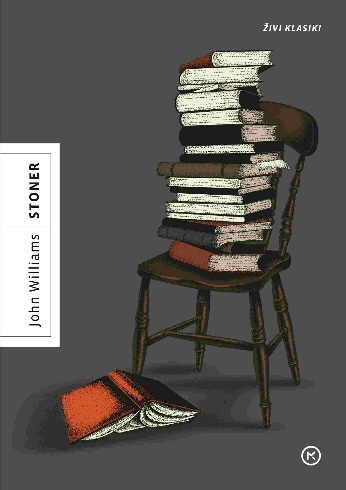 ŽIVI KLASIKI
John Williams STONER